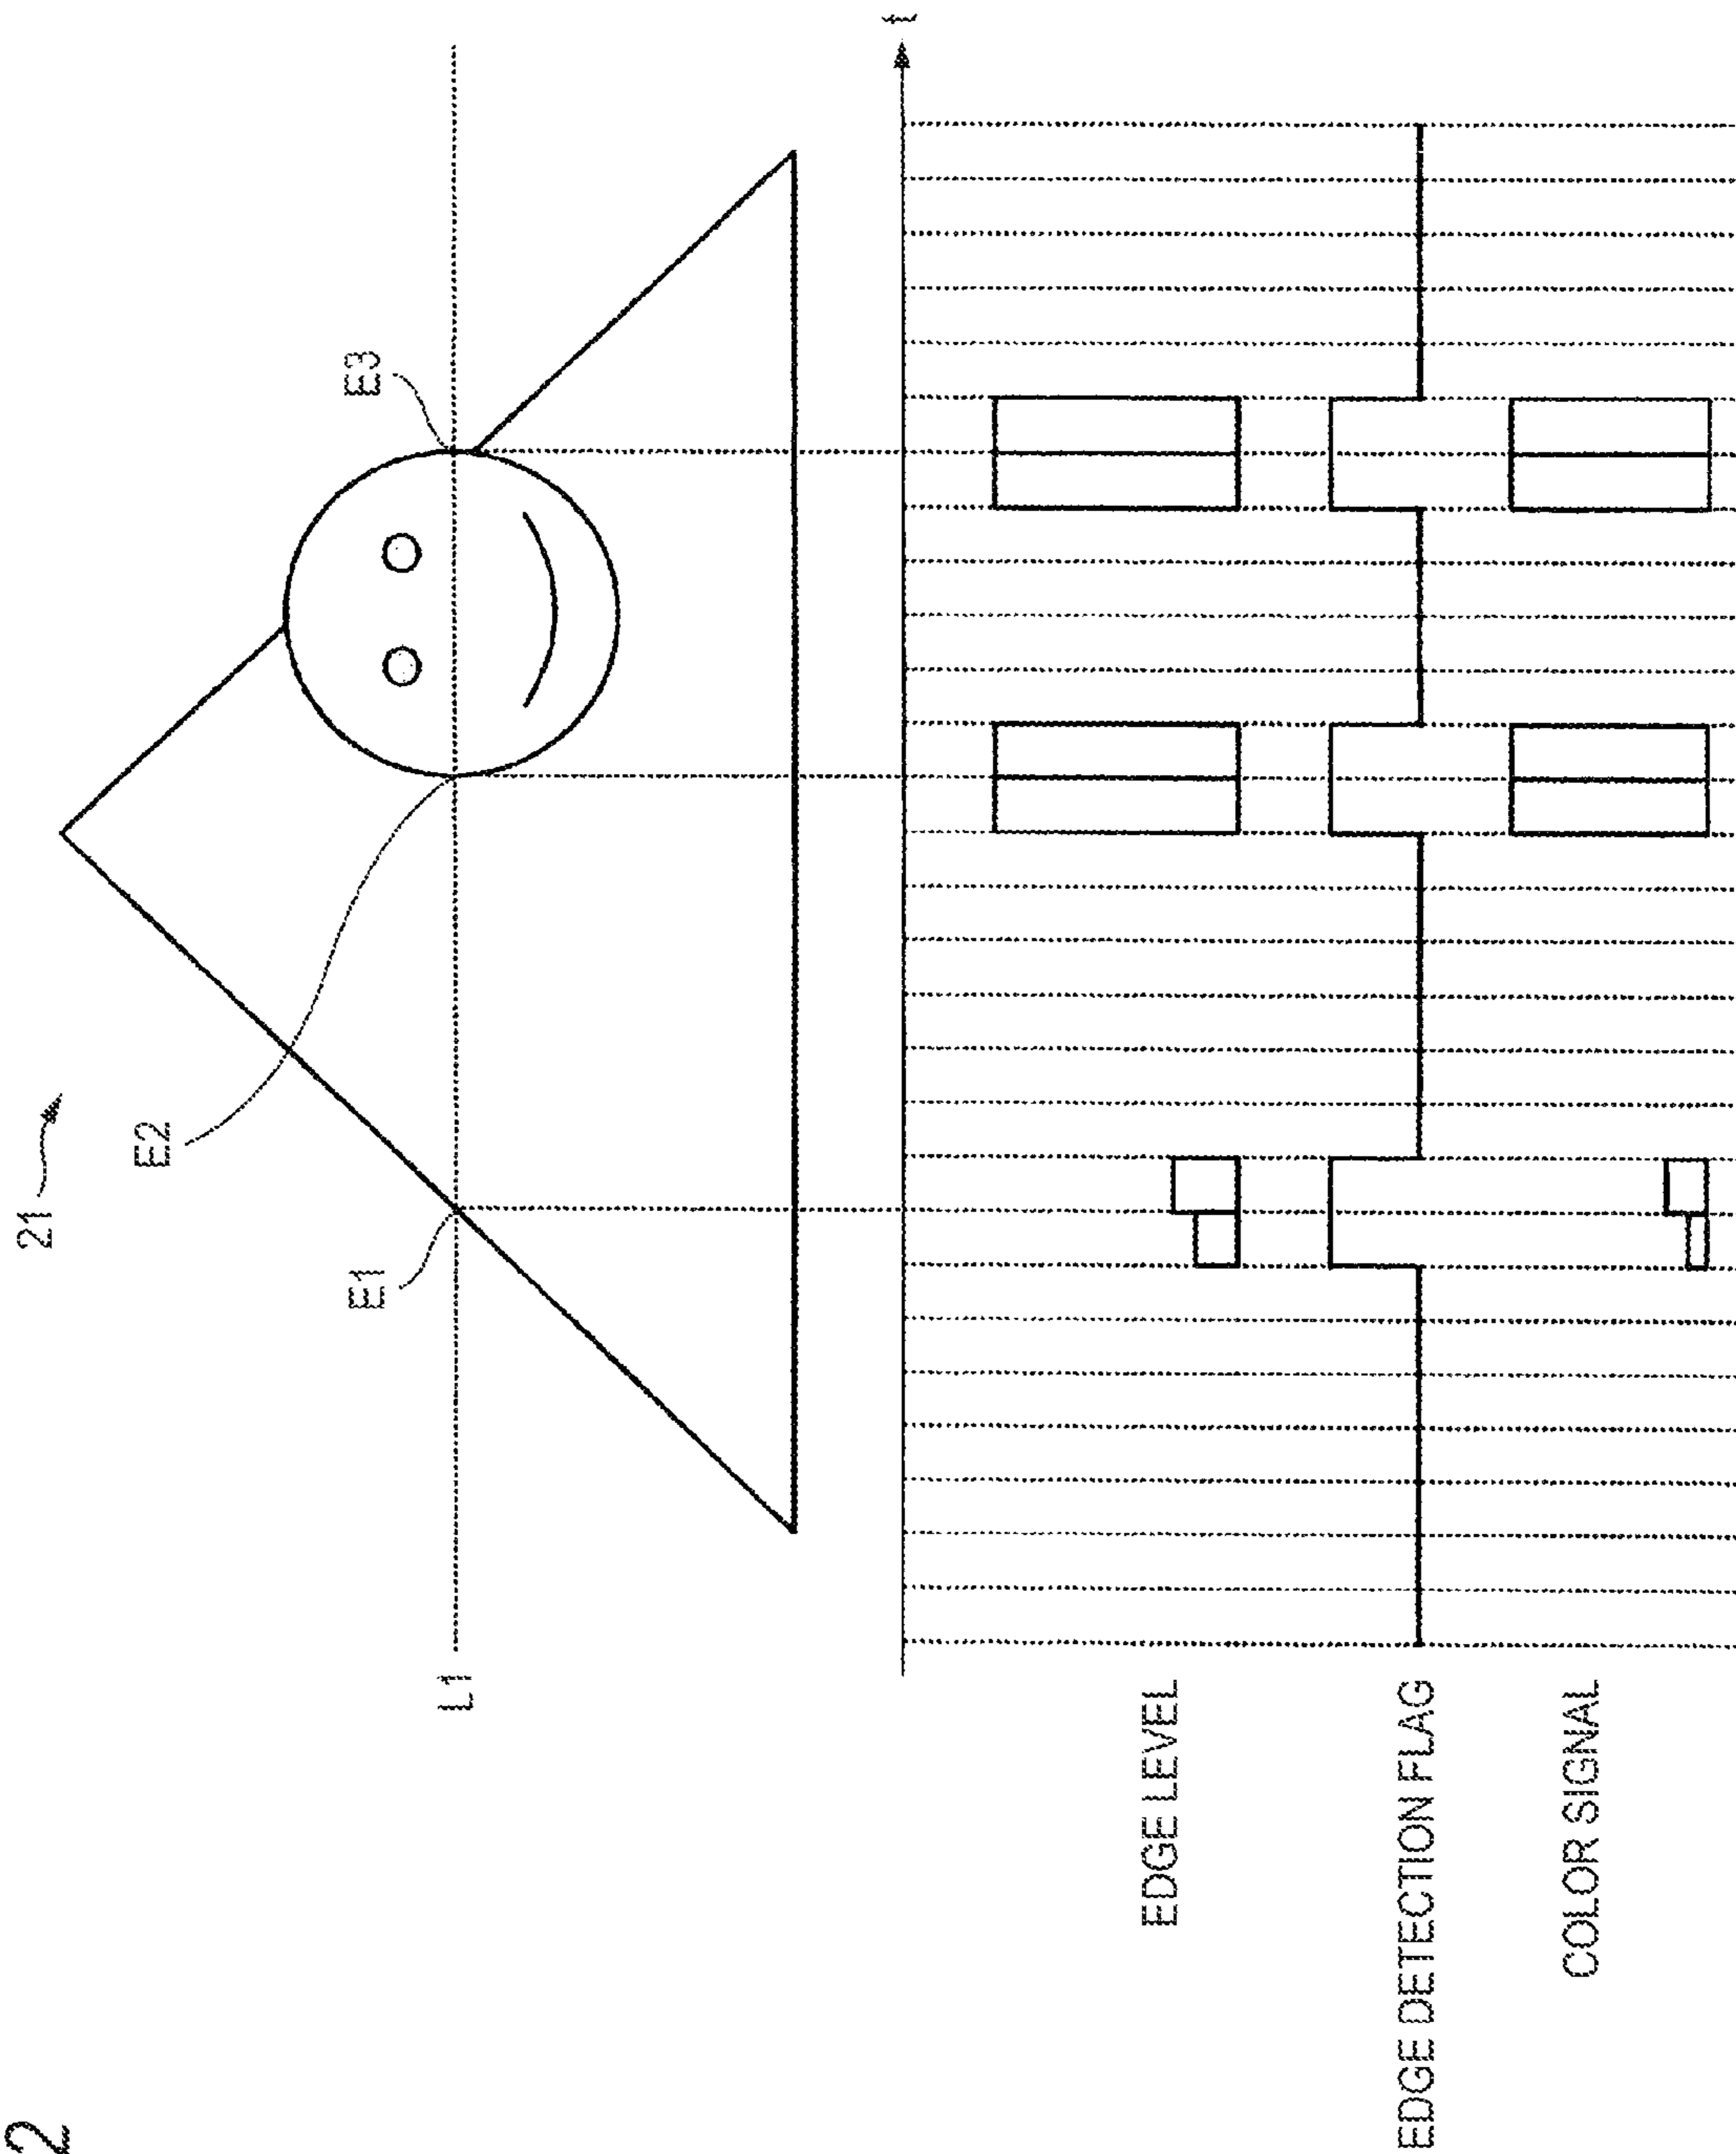 2
21
E1
E2
E3
L1
t
EDGE LEVEL
EDGE DETECTION FLAG
COLOR SIGNAL